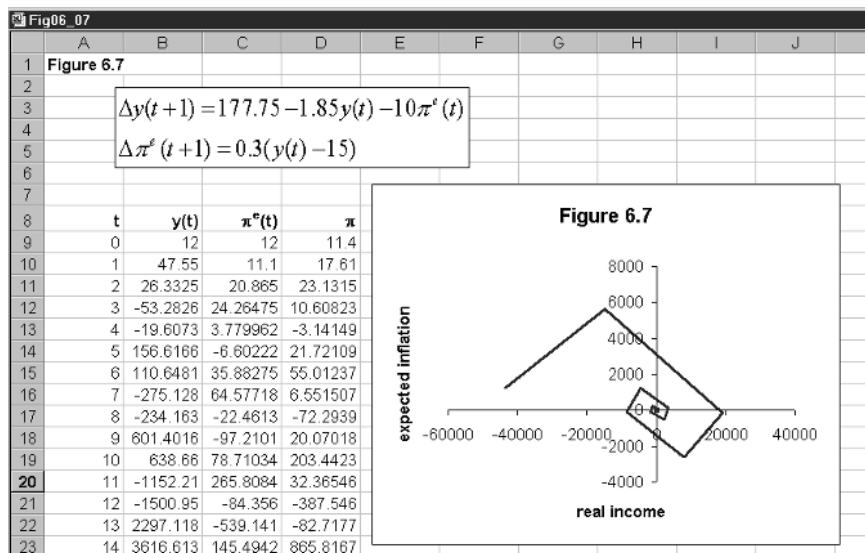 Fig06_07
A B C D E F G H I J
1 Figure 6.7
2
3 Δy(t+1)=177.75−1.85y(t)−10πᵉ(t)
4
5 Δπᵉ(t+1)=0.3(y(t)−15)
6
7
8 t y(t) πᵉ(t) π
9 0 12 12 11.4
10 1 47.55 11.1 17.61
11 2 26.3325 20.865 23.1315
12 3 -53.2826 24.26475 10.60823
13 4 -19.6073 3.779962 -3.14149
14 5 156.6166 -6.60222 21.72109
15 6 110.6481 35.88275 55.01237
16 7 -275.128 64.57718 6.551507
17 8 -234.163 -22.4613 -72.2939
18 9 601.4016 -97.2101 20.07018
19 10 638.66 78.71034 203.4423
20 11 -1152.21 265.8084 32.36546
21 12 -1500.95 -84.356 -387.546
22 13 2297.118 -539.141 -82.7177
23 14 3616.613 145.4942 865.8167
Figure 6.7
expected inflation
8000
6000
4000
2000
0
-2000
-4000
-60000 -40000 -20000 0 20000 40000
real income